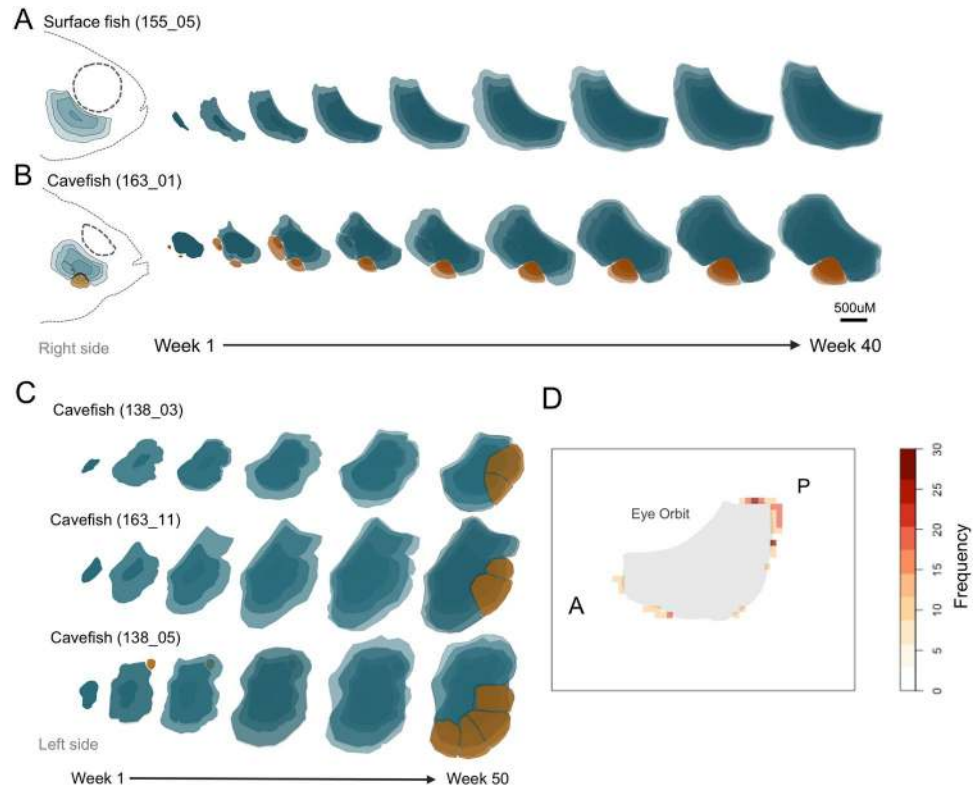 A
Surface fish (155_05)
B
Cavefish (163_01)
500uM
Right side
Week 1
Week 40
C
Cavefish (138_03)
Cavefish (163_11)
Cavefish (138_05)
Left side
Week 1
Week 50
D
P
Eye Orbit
A
30
25
20
15
10
5
0
Frequency